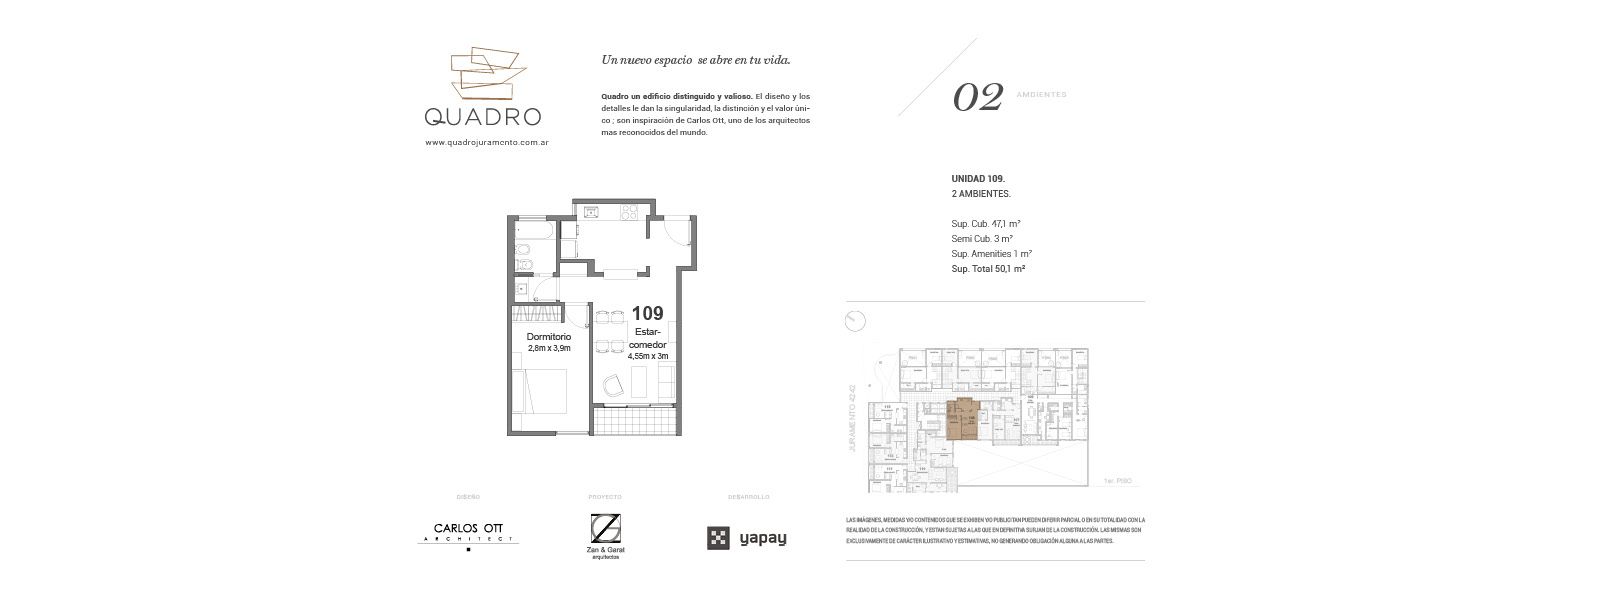 QUADRO
www.quadrojuramento.com.ar
Un nuevo espacio se abre en tu vida.
Quadro un edificio distinguido y valioso. El diseño y los
detalles le dan la singularidad, la distinción y el valor úni-
co ; son inspiración de Carlos Ott, uno de los arquitectos
mas reconocidos del mundo.
02 AMBIENTES
UNIDAD 109.
2 AMBIENTES.
Sup. Cub. 47,1 m²
Semi Cub. 3 m²
Sup. Amenities 1 m²
Sup. Total 50,1 m²
109
Estar-
comedor
4,55m x 3m
Dormitorio
2,8m x 3,9m
JURAMENTO 4242
1er. PISO
DISEÑO
CARLOS OTT
ARCHITECT
PROYECTO
Zan & Garat
arquitectos
DESARROLLO
yapay
LAS IMÁGENES, MEDIDAS Y/O CONTENIDOS QUE SE EXHIBEN Y/O PUBLICITAN PUEDEN DIFERIR PARCIAL O EN SU TOTALIDAD CON LA
REALIDAD DE LA CONSTRUCCIÓN, Y ESTAN SUJETAS A LAS QUE EN DEFINITIVA SURJAN DE LA CONSTRUCCIÓN. LAS MISMAS SON
EXCLUSIVAMENTE DE CARÁCTER ILUSTRATIVO Y ESTIMATIVAS, NO GENERANDO OBLIGACIÓN ALGUNA A LAS PARTES.